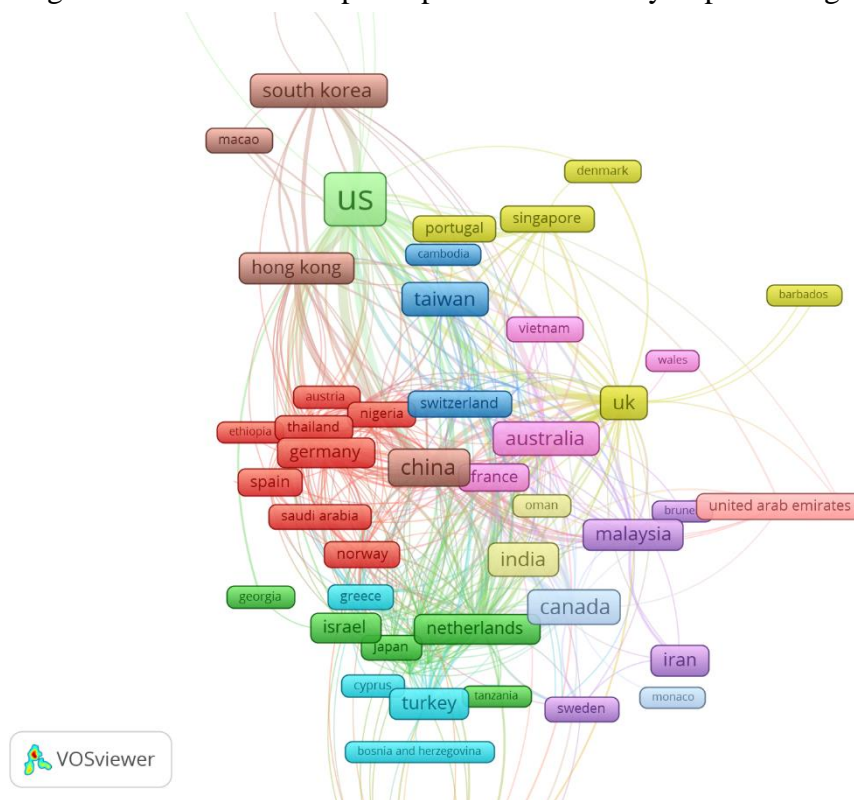 south korea
macao
us
denmark
singapore
portugal
cambodia
hong kong
taiwan
barbados
vietnam
wales
austria
nigeria
switzerland
uk
ethiopia
thailand
australia
germany
china
france
spain
oman
united arab emirates
brune
saudi arabia
malaysia
norway
india
georgia
greece
canada
israel
netherlands
japan
iran
cyprus
tanzania
monaco
turkey
sweden
bosnia and herzegovina
VOSviewer